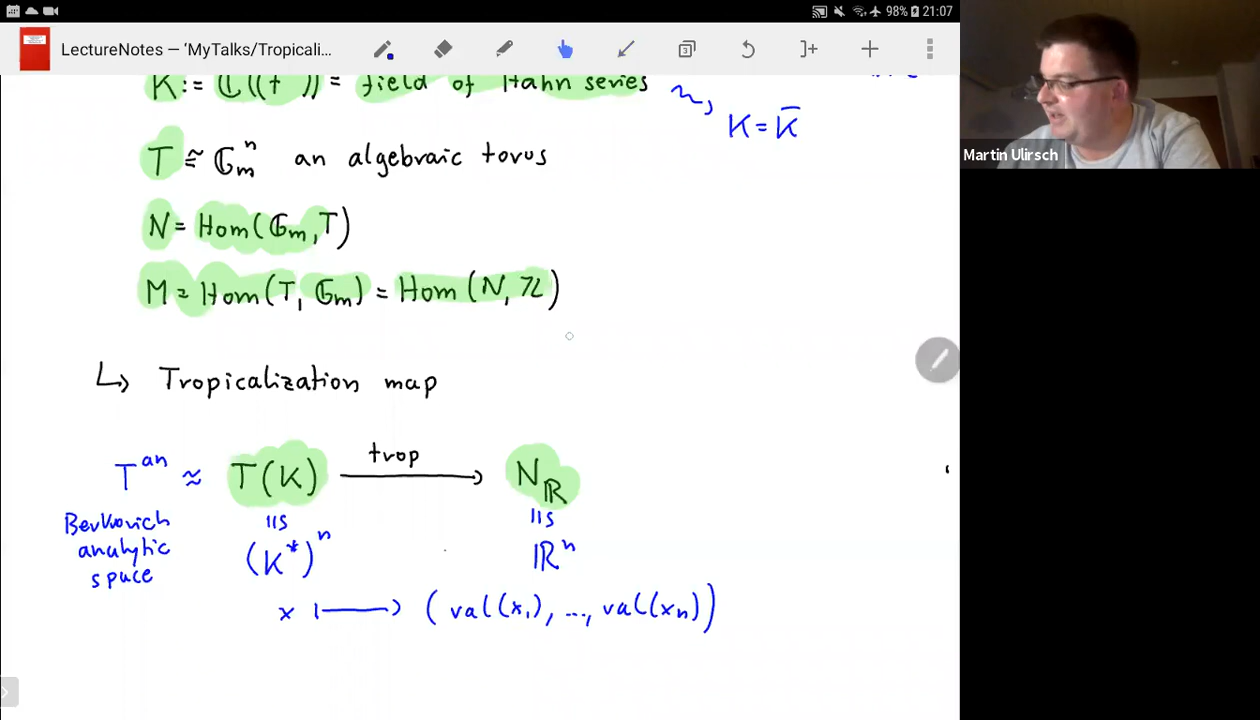 98% 21:07
LectureNotes – ‘MyTalks/Tropicali...
K := ℂ((t )) = field of Hahn series
K = K̄
T ≅ 𝔾ₘⁿ an algebraic torus
N = Hom(𝔾ₘ, T)
M = Hom(T, 𝔾ₘ) = Hom(N, ℤ)
↳ Tropicalization map
trop
Tᵃⁿ ≈ T(K) ⟶ N_ℝ
Berkovich analytic space
(K*)ⁿ
ℝⁿ
x ⟼ (val(x₁), ..., val(xₙ))
Martin Ulirsch